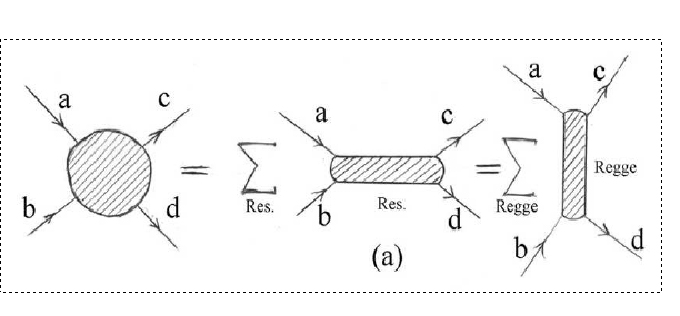 a c
b d
=
Σ
Res.
a c
b d
Res.
(a)
=
Σ
Regge
a c
b d
Regge